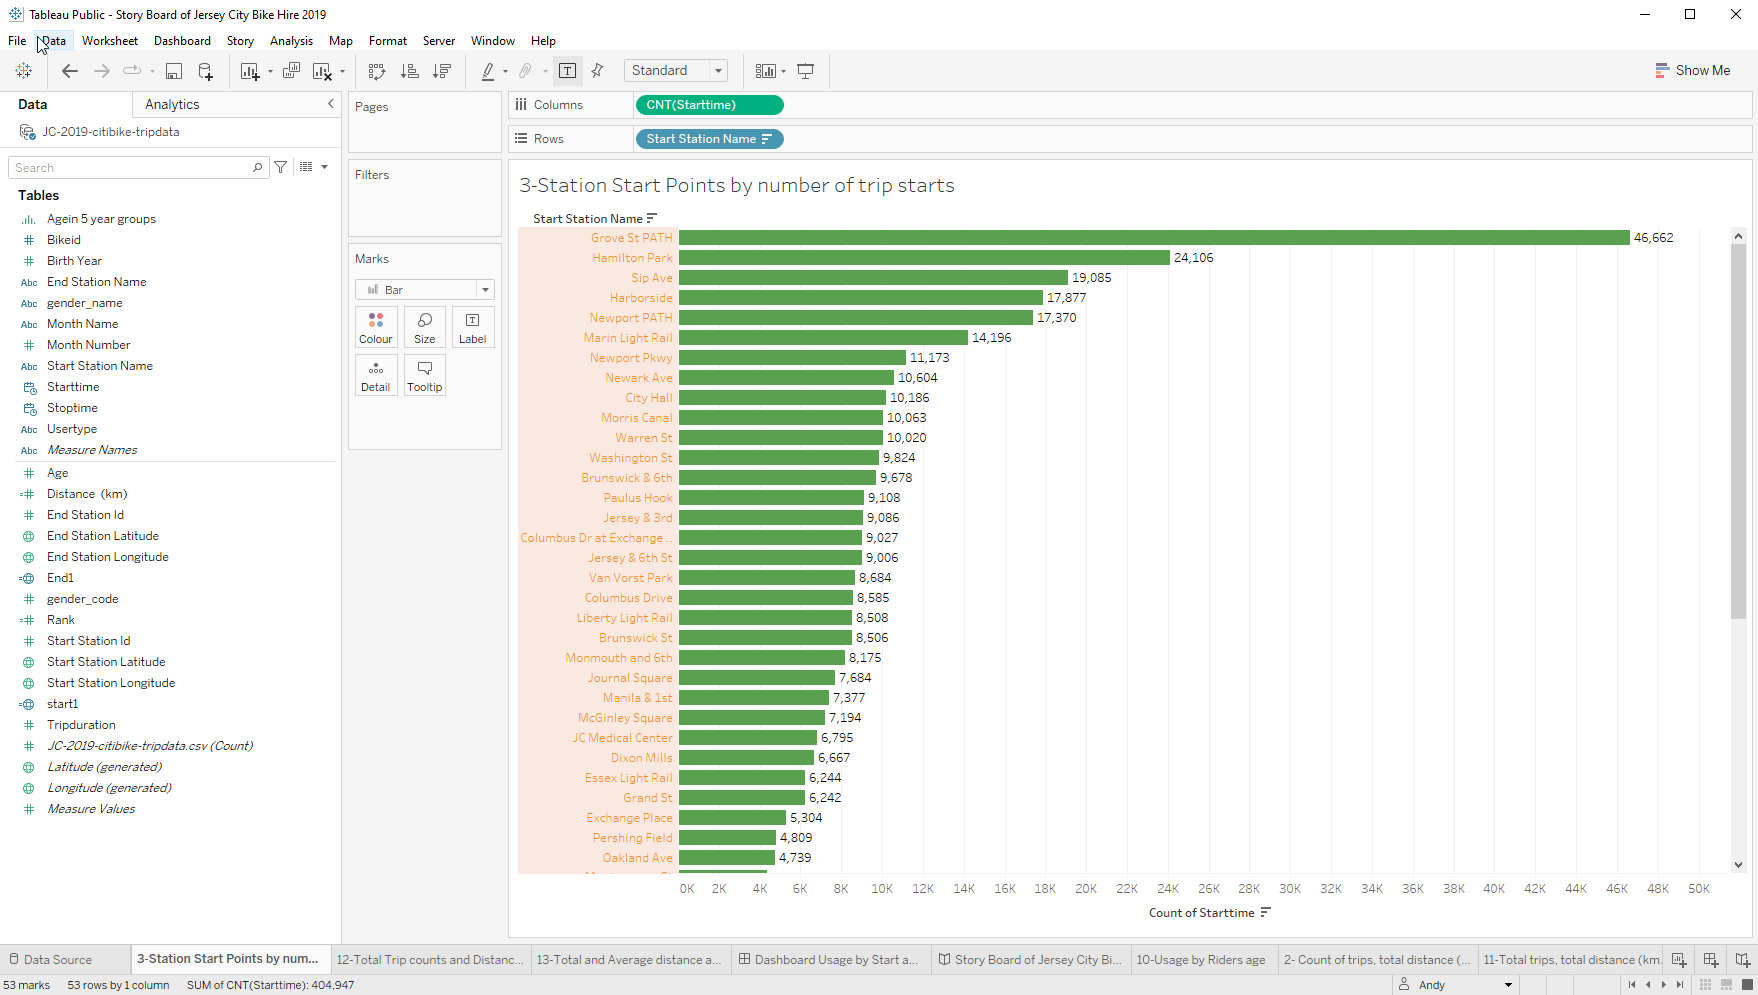 Tableau Public - Story Board of Jersey City Bike Hire 2019
File Data Worksheet Dashboard Story Analysis Map Format Server Window Help
Standard
Show Me
Data Analytics
JC-2019-citibike-tripdata
Search
Tables
Agein 5 year groups
Bikeid
Birth Year
Abc End Station Name
Abc gender_name
Abc Month Name
Month Number
Abc Start Station Name
Starttime
Stoptime
Abc Usertype
Abc Measure Names
Age
Distance (km)
End Station Id
End Station Latitude
End Station Longitude
End1
gender_code
Rank
Start Station Id
Start Station Latitude
Start Station Longitude
start1
Tripduration
JC-2019-citibike-tripdata.csv (Count)
Latitude (generated)
Longitude (generated)
Measure Values
Pages
Filters
Marks
Bar
Colour Size Label
Detail Tooltip
Columns CNT(Starttime)
Rows Start Station Name
3-Station Start Points by number of trip starts
Start Station Name
Grove St PATH 46,662
Hamilton Park 24,106
Sip Ave 19,085
Harborside 17,877
Newport PATH 17,370
Marin Light Rail 14,196
Newport Pkwy 11,173
Newark Ave 10,604
City Hall 10,186
Morris Canal 10,063
Warren St 10,020
Washington St 9,824
Brunswick & 6th 9,678
Paulus Hook 9,108
Jersey & 3rd 9,086
Columbus Dr at Exchange .. 9,027
Jersey & 6th St 9,006
Van Vorst Park 8,684
Columbus Drive 8,585
Liberty Light Rail 8,508
Brunswick St 8,506
Monmouth and 6th 8,175
Journal Square 7,684
Manila & 1st 7,377
McGinley Square 7,194
JC Medical Center 6,795
Dixon Mills 6,667
Essex Light Rail 6,244
Grand St 6,242
Exchange Place 5,304
Pershing Field 4,809
Oakland Ave 4,739
0K 2K 4K 6K 8K 10K 12K 14K 16K 18K 20K 22K 24K 26K 28K 30K 32K 34K 36K 38K 40K 42K 44K 46K 48K 50K
Count of Starttime
Data Source 3-Station Start Points by num... 12-Total Trip counts and Distanc... 13-Total and Average distance a... Dashboard Usage by Start a... Story Board of Jersey City Bi... 10-Usage by Riders age 2- Count of trips, total distance (... 11-Total trips, total distance (km.
53 marks 53 rows by 1 column SUM of CNT(Starttime): 404,947 Andy